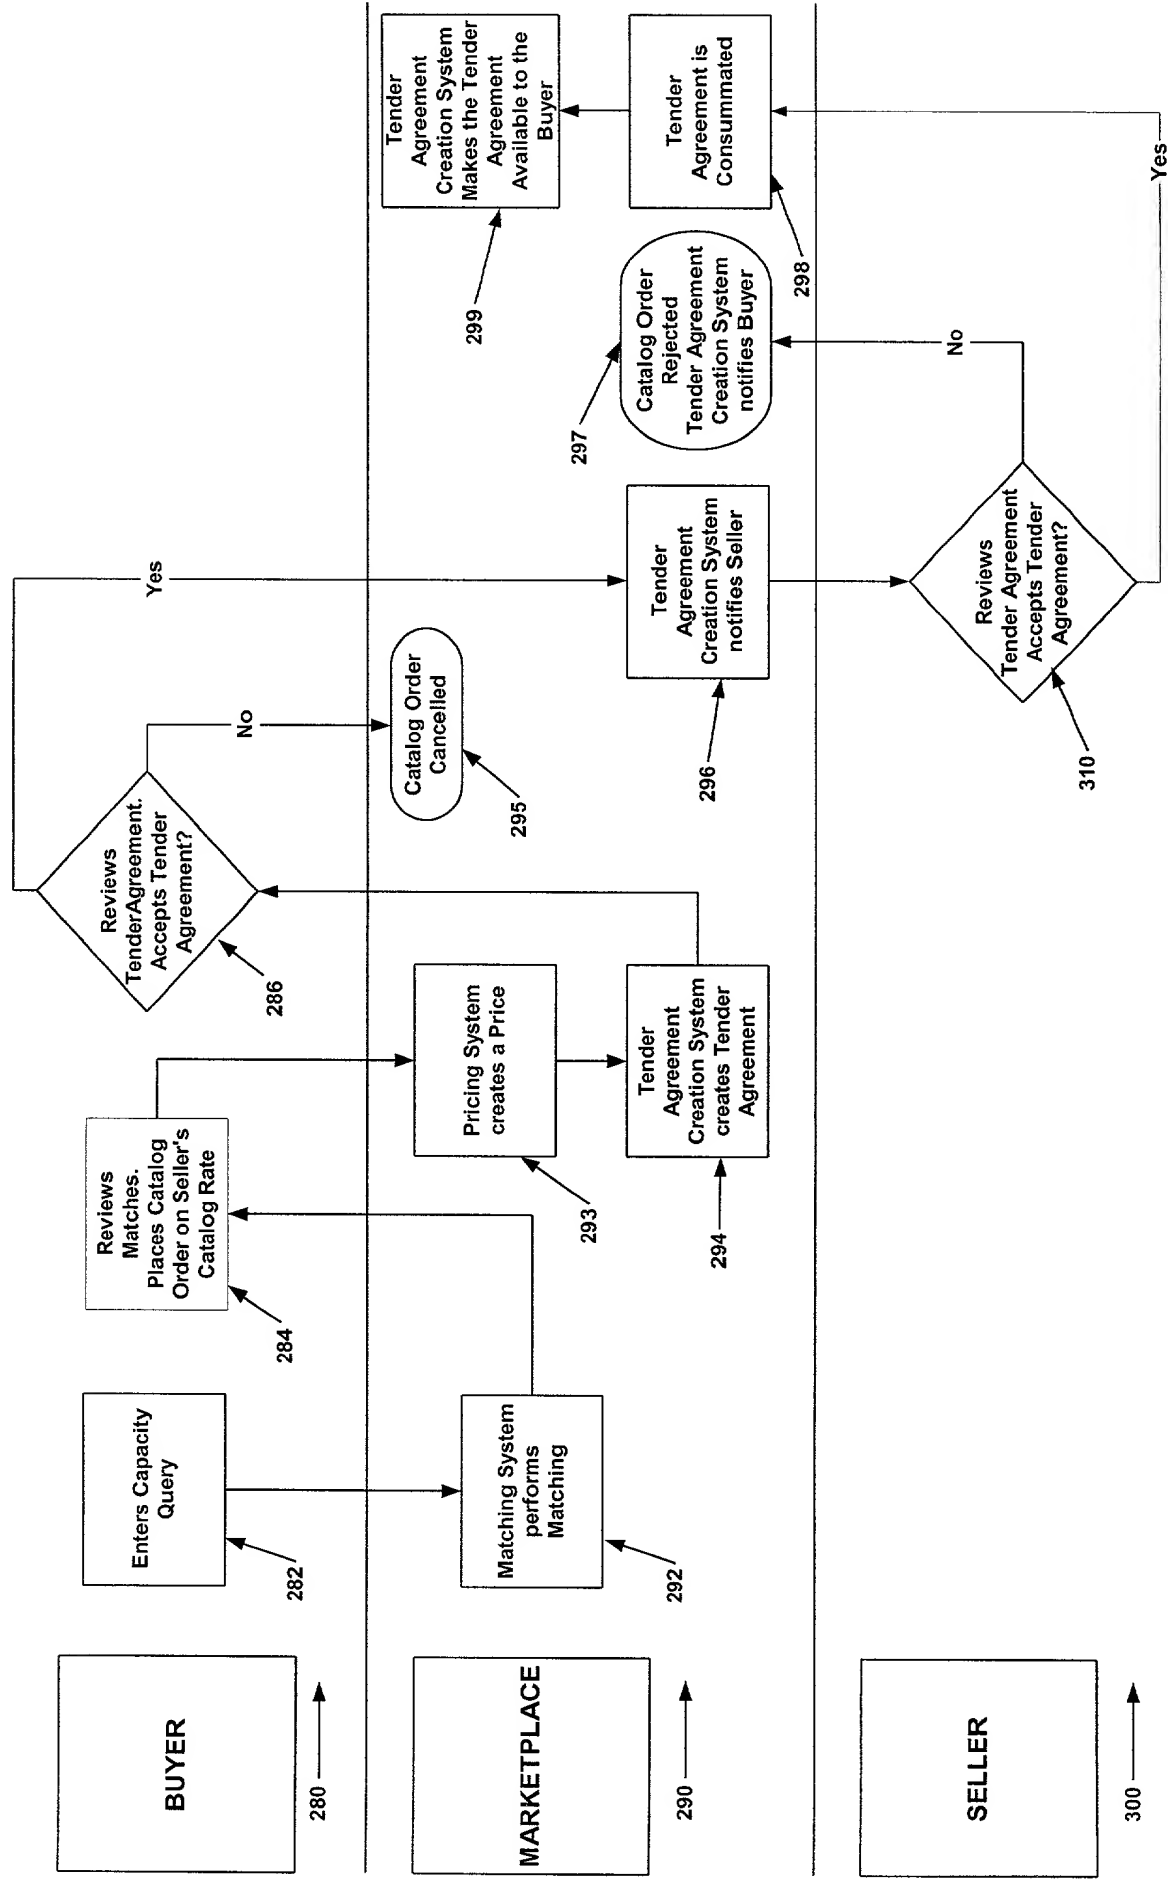 BUYER
280
Enters Capacity
Query
282
Reviews
Matches.
Places Catalog
Order on Seller's
Catalog Rate
284
Reviews
TenderAgreement.
Accepts Tender
Agreement?
286
No
Yes
MARKETPLACE
290
Matching System
performs
Matching
292
Pricing System
creates a Price
293
Tender
Agreement
Creation System
creates Tender
Agreement
294
Catalog Order
Cancelled
295
Tender
Agreement
Creation System
notifies Seller
296
Catalog Order
Rejected
Tender Agreement
Creation System
notifies Buyer
297
Tender
Agreement is
Consummated
298
Tender
Agreement
Creation System
Makes the Tender
Agreement
Available to the
Buyer
299
SELLER
300
Reviews
Tender Agreement
Accepts Tender
Agreement?
310
No
Yes